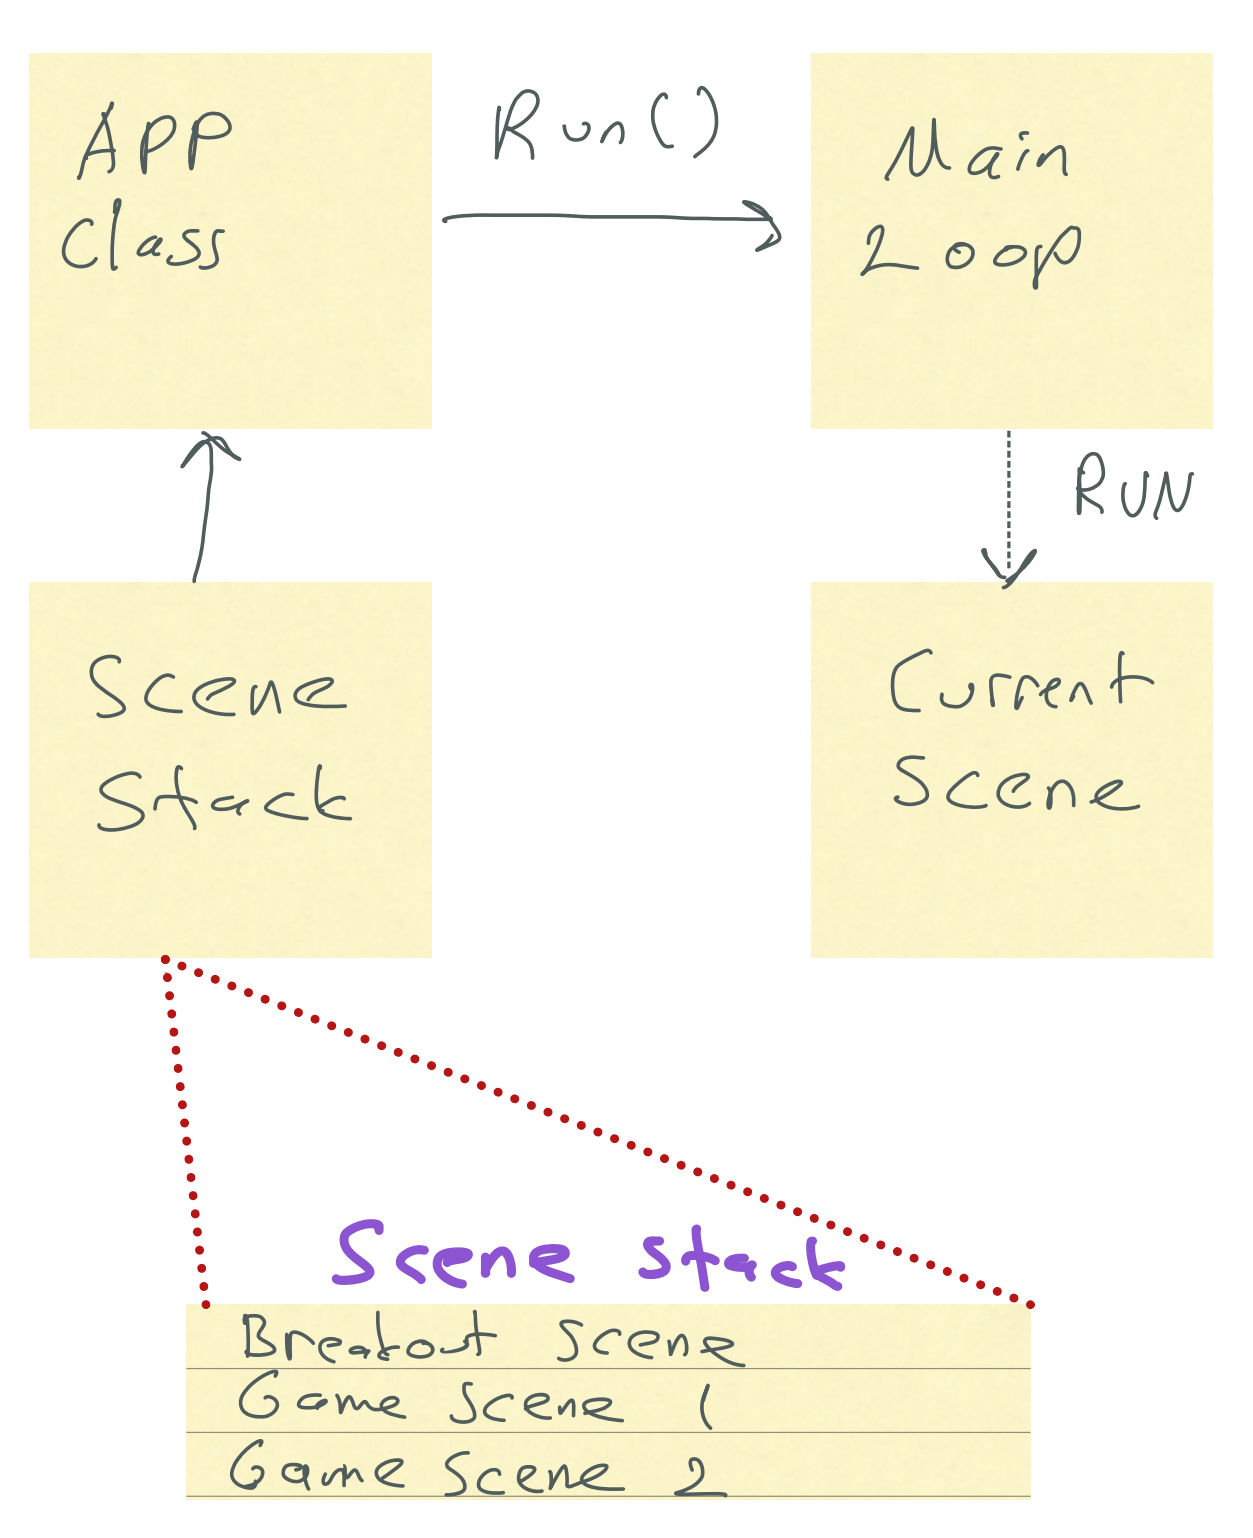 APP
Class
Run()
Main
Loop
RUN
Scene
Stack
Current
Scene
Scene Stack
Breakout Scene
Game Scene 1
Game Scene 2